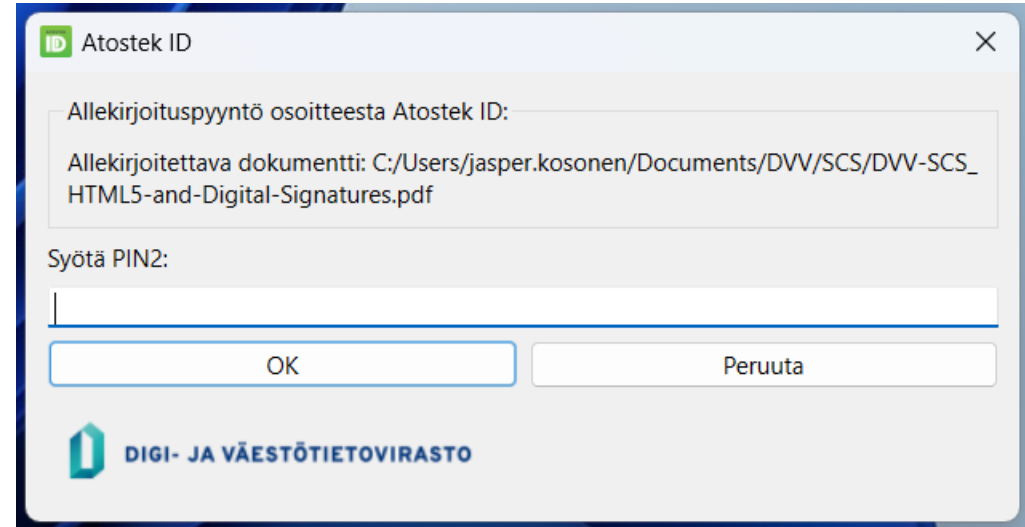 Atostek ID
Allekirjoituspyyntö osoitteesta Atostek ID:
Allekirjoitettava dokumentti: C:/Users/jasper.kosonen/Documents/DVV/SCS/DVV-SCS_
HTML5-and-Digital-Signatures.pdf
Syötä PIN2:
OK
Peruuta
DIGI- JA VÄESTÖTIETOVIRASTO